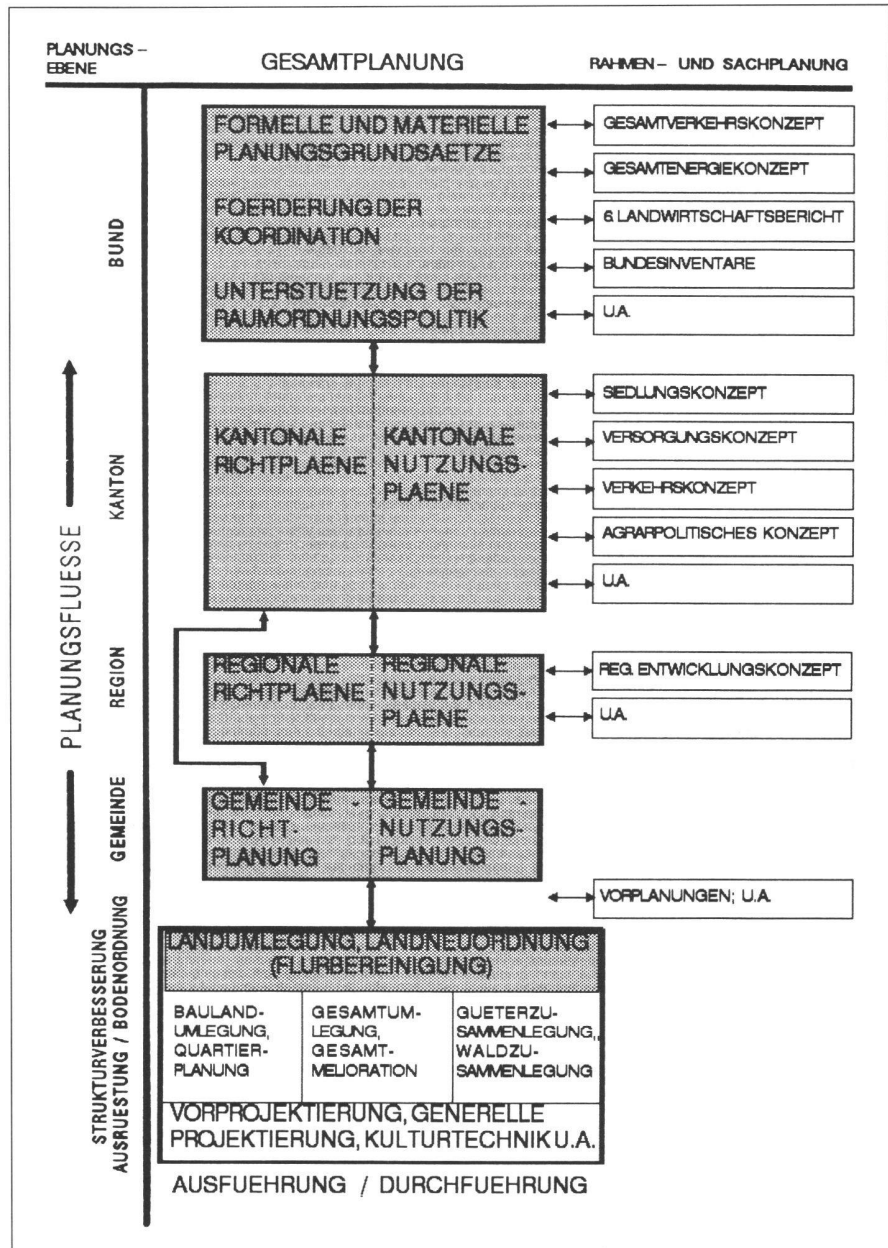 PLANUNGS-
EBENE
GESAMTPLANUNG
RAHMEN- UND SACHPLANUNG
BUND
FORMELLE UND MATERIELLE
PLANUNGSGRUNDSAETZE
FOERDERUNG DER
KOORDINATION
UNTERSTUETZUNG DER
RAUMORDNUNGSPOLITIK
GESAMTVERKEHRSKONZEPT
GESAMTENERGIEKONZEPT
6. LANDWIRTSCHAFTSBERICHT
BUNDESINVENTARE
U.A.
PLANUNGSFLUESSE
KANTON
KANTONALE
RICHTPLAENE
KANTONALE
NUTZUNGS-
PLAENE
SIEDLUNGSKONZEPT
VERSORGUNGSKONZEPT
VERKEHRSKONZEPT
AGRARPOLITISCHES KONZEPT
U.A.
REGION
REGIONALE
RICHTPLAENE
REGIONALE
NUTZUNGS-
PLAENE
REG. ENTWICKLUNGSKONZEPT
U.A.
GEMEINDE
GEMEINDE -
RICHT-
PLANUNG
GEMEINDE -
NUTZUNGS-
PLANUNG
VORPLANUNGEN; U.A.
STRUKTURVERBESSERUNG
AUSRUESTUNG / BODENORDNUNG
LANDUMLEGUNG, LANDNEUORDNUNG
(FLURBEREINIGUNG)
BAULAND-
UMLEGUNG,
QUARTIER-
PLANUNG
GESAMTUM-
LEGUNG,
GESAMT-
MELIORATION
GUETERZU-
SAMMENLEGUNG,,
WALDZU-
SAMMENLEGUNG
VORPROJEKTIERUNG, GENERELLE
PROJEKTIERUNG, KULTURTECHNIK U.A.
AUSFUEHRUNG / DURCHFUEHRUNG